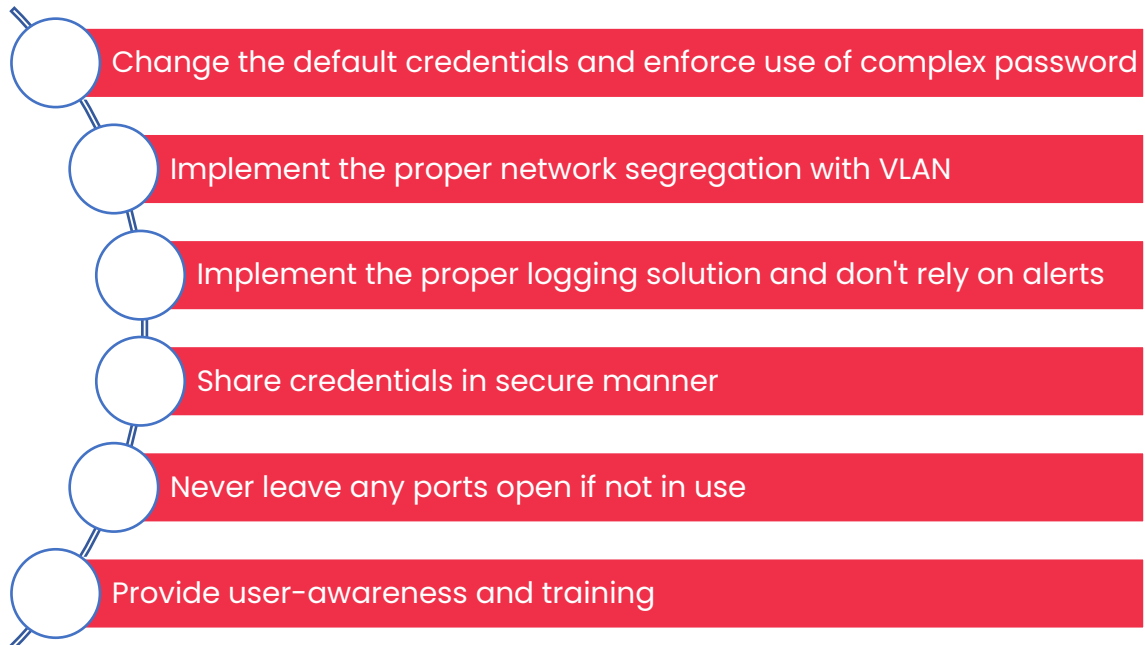 Change the default credentials and enforce use of complex password
Implement the proper network segregation with VLAN
Implement the proper logging solution and don't rely on alerts
Share credentials in secure manner
Never leave any ports open if not in use
Provide user-awareness and training